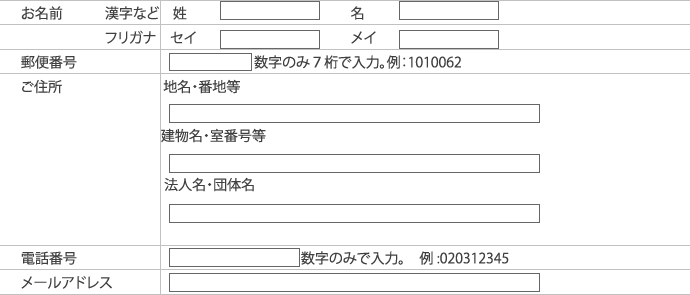 お名前 漢字など 姓 名
フリガナ セイ メイ
郵便番号 数字のみ7桁で入力。例：1010062
ご住所 地名・番地等
建物名・室番号等
法人名・団体名
電話番号 数字のみで入力。 例:020312345
メールアドレス